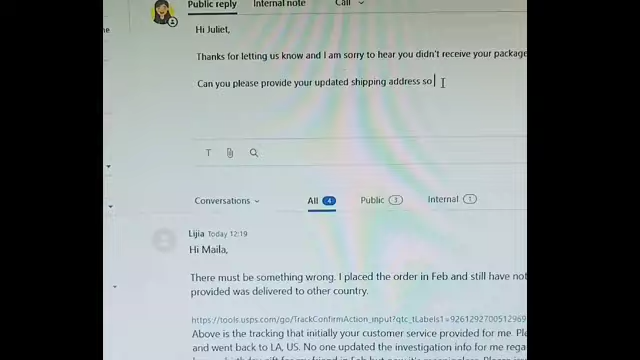 Public reply Internal note Call
Hi Juliet,
Thanks for letting us know and I am sorry to hear you didn't receive your package
Can you please provide your updated shipping address so
T
Conversations All 4 Public 3 Internal 1
Lijia Today 12:19
Hi Maila,
There must be something wrong. I placed the order in Feb and still have not
provided was delivered to other country.
https://tools.usps.com/go/TrackConfirmAction_input?qtc_tLabels1=9261292700512969
Above is the tracking that initially your customer service provided for me. Ple
and went back to LA, US. No one updated the investigation info for me rega